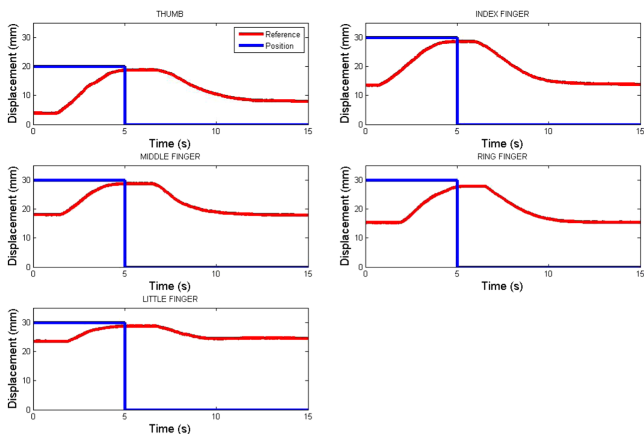 THUMB
Displacement (mm)
30
20
10
0
0 5 10 15
Time (s)
Reference
Position
INDEX FINGER
Displacement (mm)
30
20
10
0
0 5 10 15
Time (s)
MIDDLE FINGER
Displacement (mm)
30
20
10
0
0 5 10 15
Time (s)
RING FINGER
Displacement (mm)
30
20
10
0
0 5 10 15
Time (s)
LITTLE FINGER
Displacement (mm)
30
20
10
0
0 5 10 15
Time (s)